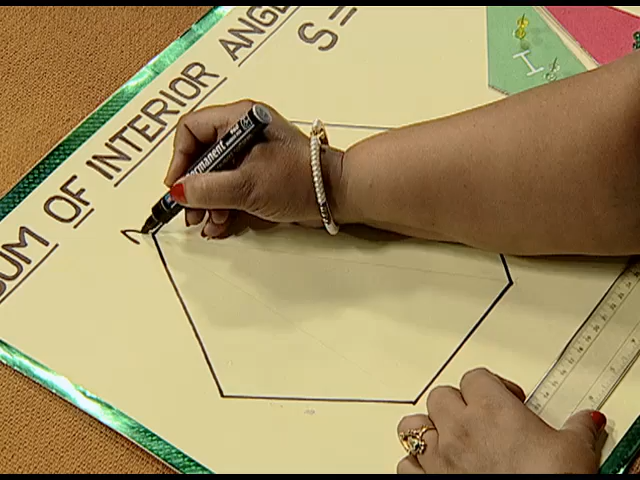 SUM OF INTERIOR ANGLE
S=
permanent
I